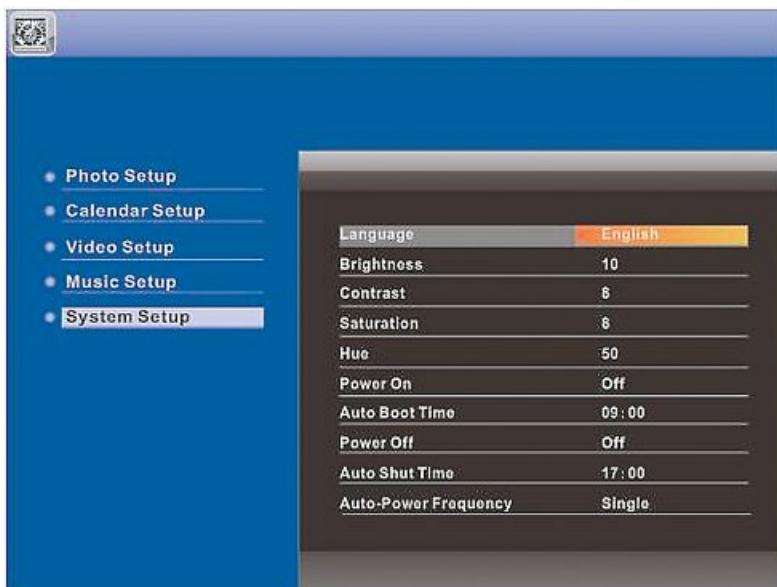 Photo Setup
Calendar Setup
Video Setup
Music Setup
System Setup
Language English
Brightness 10
Contrast 8
Saturation 8
Hue 50
Power On Off
Auto Boot Time 09:00
Power Off Off
Auto Shut Time 17:00
Auto-Power Frequency Single